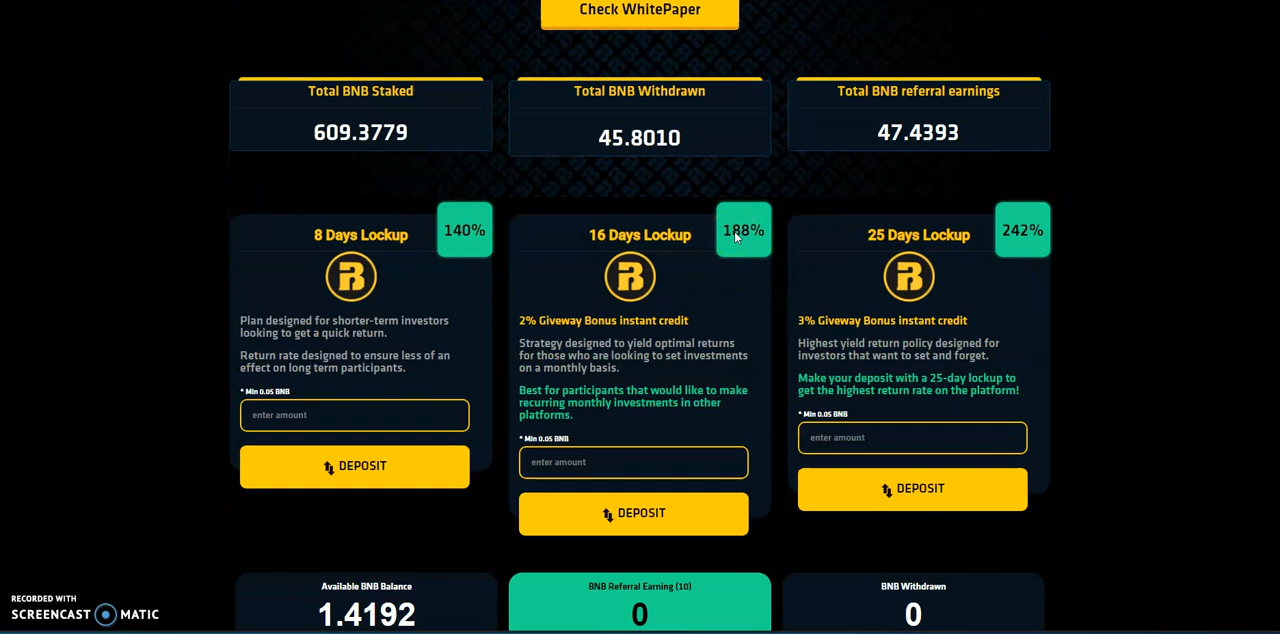 Check WhitePaper
Total BNB Staked
609.3779
Total BNB Withdrawn
45.8010
Total BNB referral earnings
47.4393
8 Days Lockup
140%
Plan designed for shorter-term investors
looking to get a quick return.
Return rate designed to ensure less of an
effect on long term participants.
* Min 0.05 BNB
enter amount
DEPOSIT
16 Days Lockup
188%
2% Giveway Bonus instant credit
Strategy designed to yield optimal returns
for those who are looking to set investments
on a monthly basis.
Best for participants that would like to make
recurring monthly investments in other
platforms.
* Min 0.05 BNB
enter amount
DEPOSIT
25 Days Lockup
242%
3% Giveway Bonus instant credit
Highest yield return policy designed for
investors that want to set and forget.
Make your deposit with a 25-day lockup to
get the highest return rate on the platform!
* Min 0.05 BNB
enter amount
DEPOSIT
Available BNB Balance
1.4192
BNB Referral Earning (10)
0
BNB Withdrawn
0
RECORDED WITH
SCREENCAST MATIC